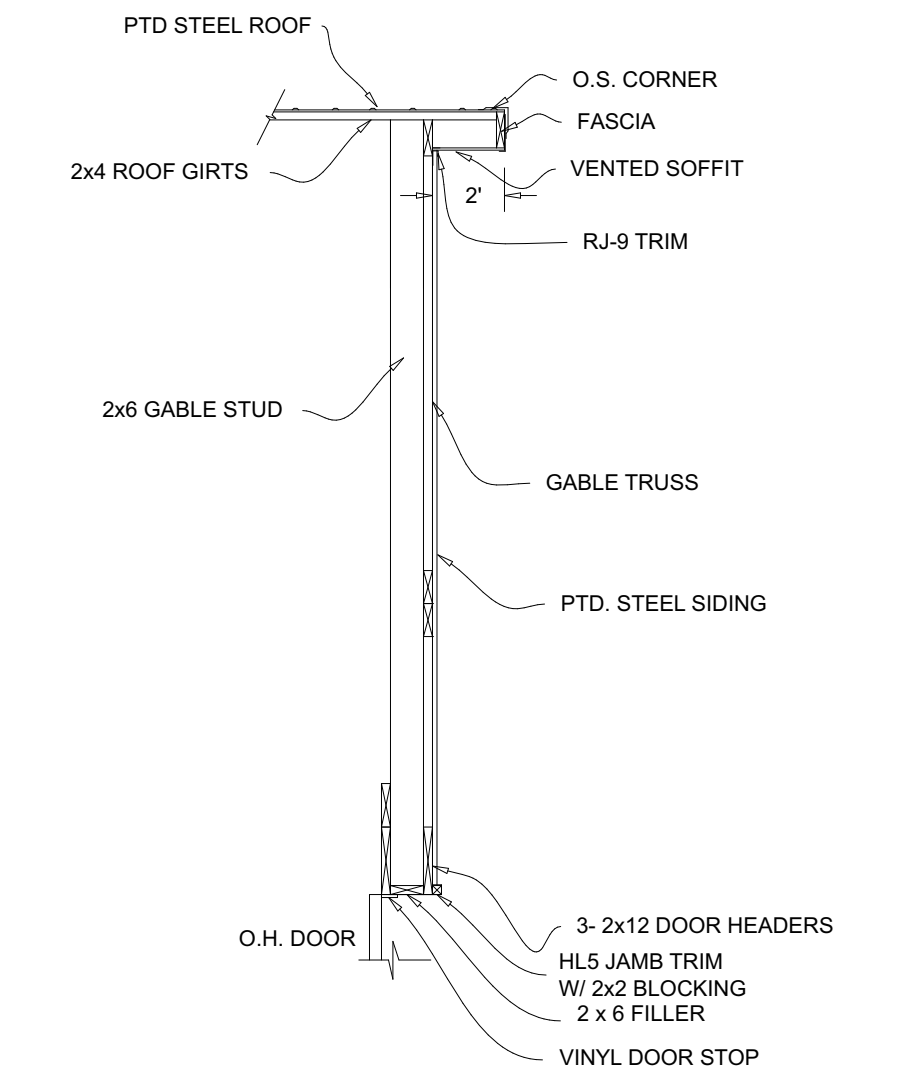 PTD STEEL ROOF
O.S. CORNER
FASCIA
2x4 ROOF GIRTS
VENTED SOFFIT
2'
RJ-9 TRIM
2x6 GABLE STUD
GABLE TRUSS
PTD. STEEL SIDING
3- 2x12 DOOR HEADERS
O.H. DOOR
HL5 JAMB TRIM
W/ 2x2 BLOCKING
2 x 6 FILLER
VINYL DOOR STOP